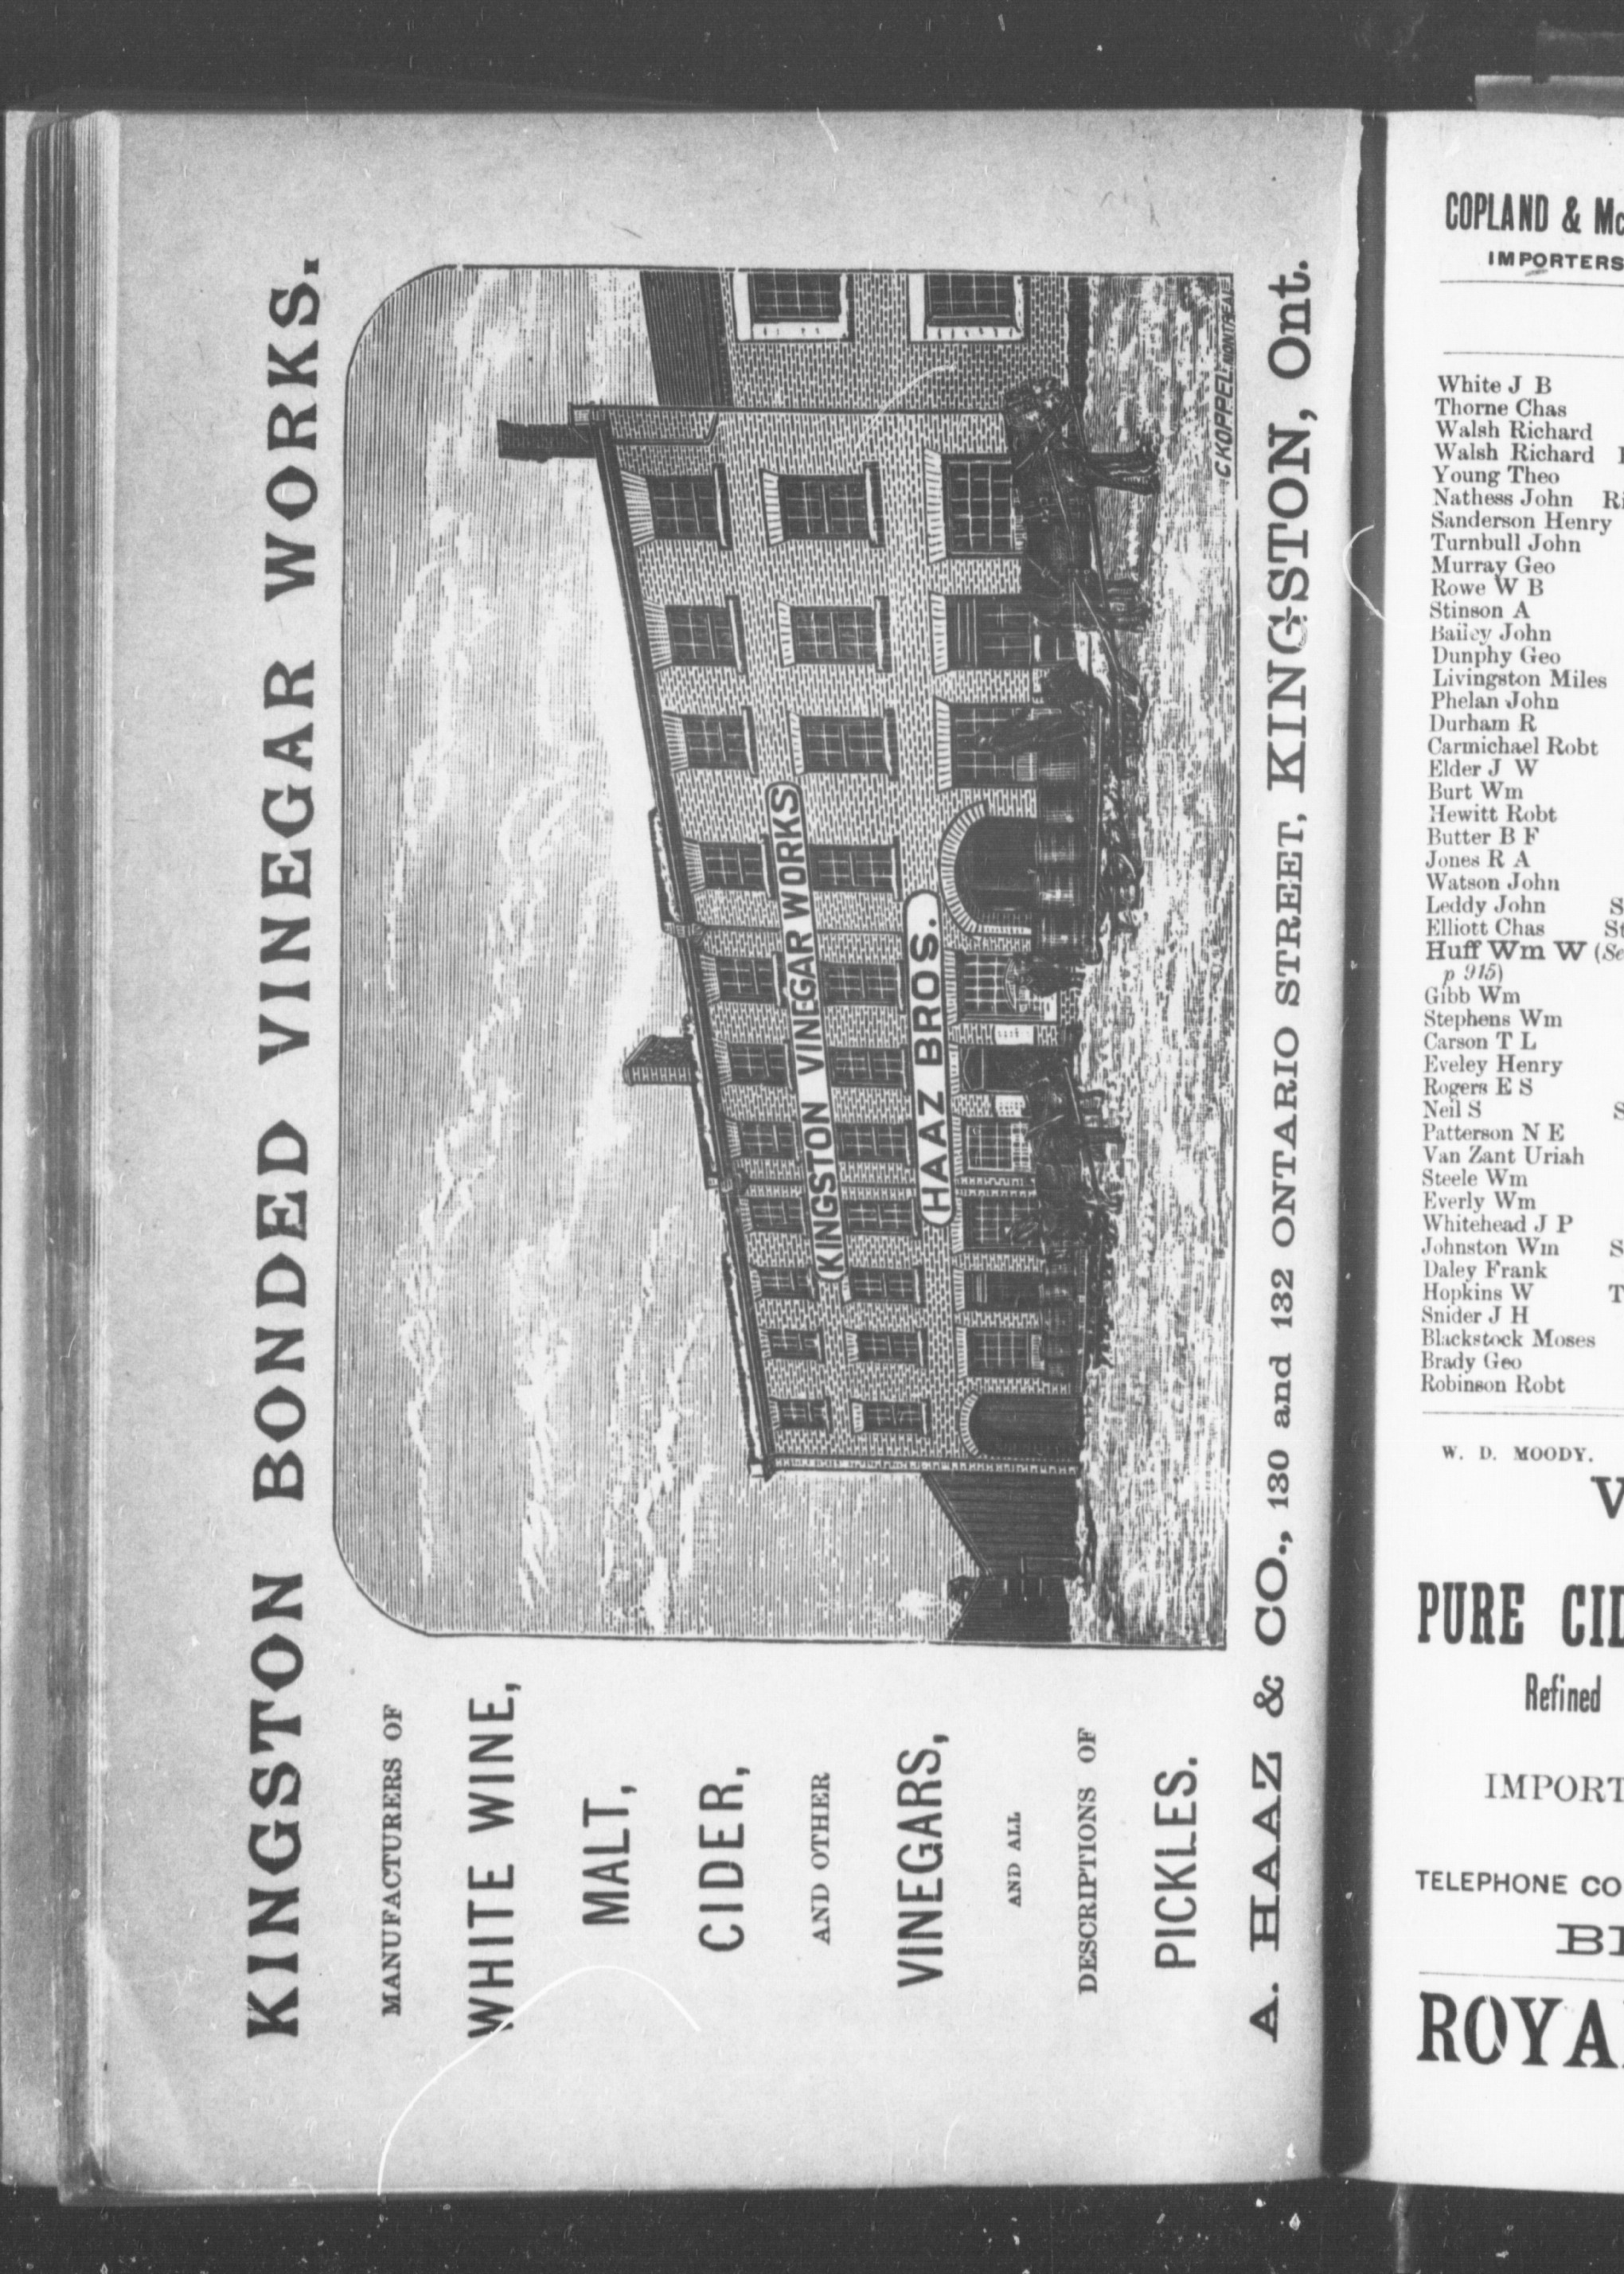 KINGSTON BONDED VINEGAR WORKS.
MANUFACTURERS OF
WHITE WINE,
MALT,
CIDER,
AND OTHER
VINEGARS,
AND ALL
DESCRIPTIONS OF
PICKLES.
KINGSTON VINEGAR WORKS
HAAZ BROS.
C KOPPEL MONTREAL
A. HAAZ & CO., 130 and 132 ONTARIO STREET, KINGSTON, Ont.
COPLAND & Mc
IMPORTERS
White J B
Thorne Chas
Walsh Richard
Walsh Richard
Young Theo
Nathess John Ri
Sanderson Henry
Turnbull John
Murray Geo
Rowe W B
Stinson A
Bailey John
Dunphy Geo
Livingston Miles
Phelan John
Durham R
Carmichael Robt
Elder J W
Burt Wm
Hewitt Robt
Butter B F
Jones R A
Watson John
Leddy John S
Elliott Chas St
Huff Wm W (Se
p 915)
Gibb Wm
Stephens Wm
Carson T L
Eveley Henry
Rogers E S
Neil S S
Patterson N E
Van Zant Uriah
Steele Wm
Everly Wm
Whitehead J P
Johnston Wm S
Daley Frank
Hopkins W T
Snider J H
Blackstock Moses
Brady Geo
Robinson Robt
W. D. MOODY.
V
PURE CID
Refined
IMPORT
TELEPHONE CO
BI
ROYA